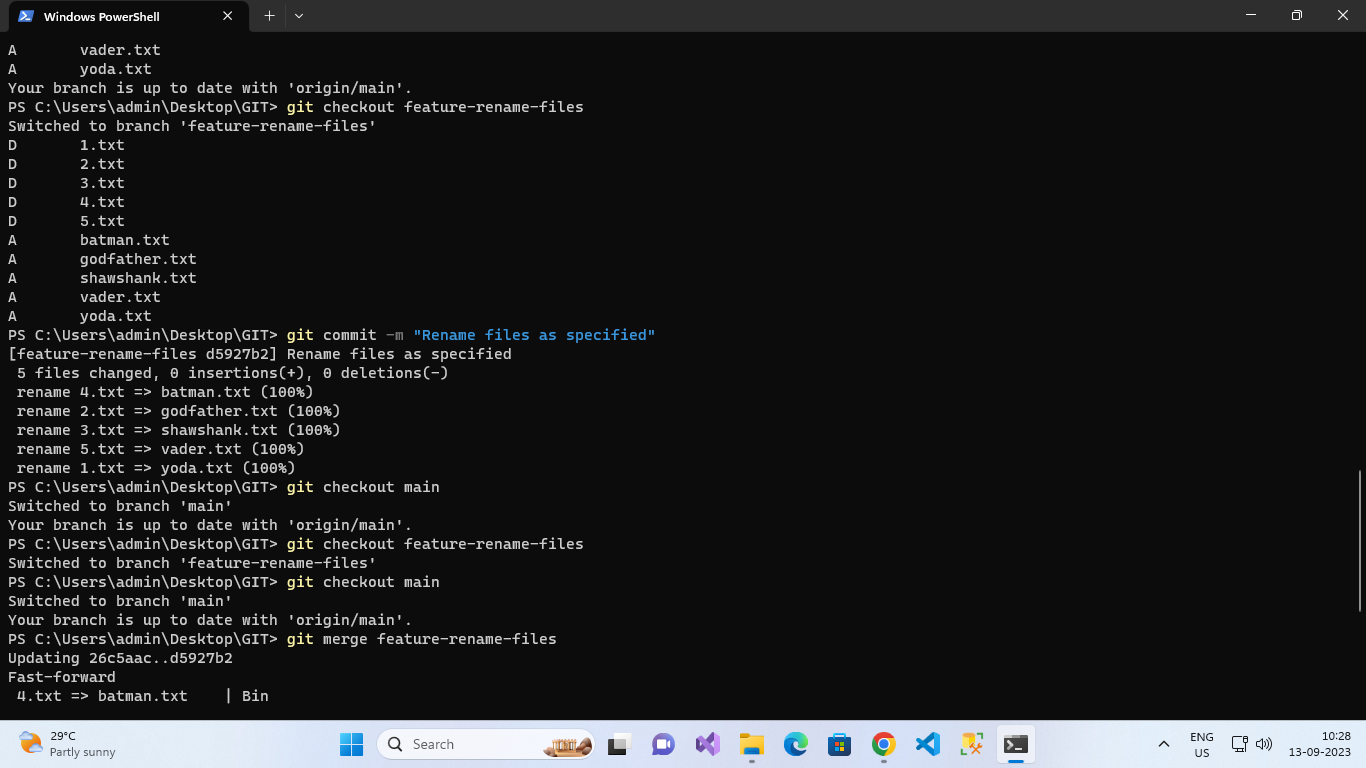 Windows PowerShell
A       vader.txt
A       yoda.txt
Your branch is up to date with 'origin/main'.
PS C:\Users\admin\Desktop\GIT> git checkout feature-rename-files
Switched to branch 'feature-rename-files'
D       1.txt
D       2.txt
D       3.txt
D       4.txt
D       5.txt
A       batman.txt
A       godfather.txt
A       shawshank.txt
A       vader.txt
A       yoda.txt
PS C:\Users\admin\Desktop\GIT> git commit -m "Rename files as specified"
[feature-rename-files d5927b2] Rename files as specified
 5 files changed, 0 insertions(+), 0 deletions(-)
 rename 4.txt => batman.txt (100%)
 rename 2.txt => godfather.txt (100%)
 rename 3.txt => shawshank.txt (100%)
 rename 5.txt => vader.txt (100%)
 rename 1.txt => yoda.txt (100%)
PS C:\Users\admin\Desktop\GIT> git checkout main
Switched to branch 'main'
Your branch is up to date with 'origin/main'.
PS C:\Users\admin\Desktop\GIT> git checkout feature-rename-files
Switched to branch 'feature-rename-files'
PS C:\Users\admin\Desktop\GIT> git checkout main
Switched to branch 'main'
Your branch is up to date with 'origin/main'.
PS C:\Users\admin\Desktop\GIT> git merge feature-rename-files
Updating 26c5aac..d5927b2
Fast-forward
 4.txt => batman.txt    | Bin
29°C
Partly sunny
Search
ENG
US
10:28
13-09-2023